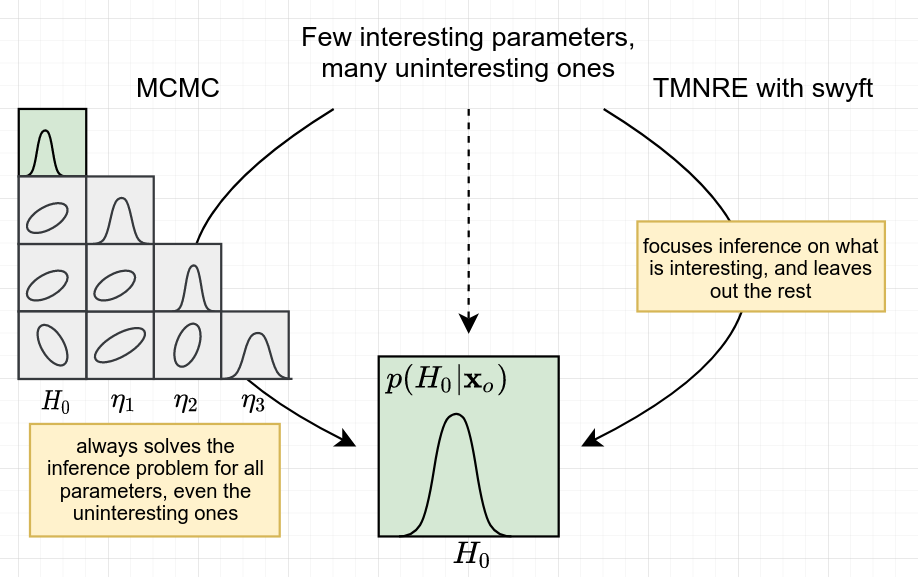 Few interesting parameters,
many uninteresting ones
MCMC
TMNRE with swyft
focuses inference on what
is interesting, and leaves
out the rest
p(H₀|𝐱ₒ)
H₀ η₁ η₂ η₃
always solves the
inference problem for all
parameters, even the
uninteresting ones
H₀